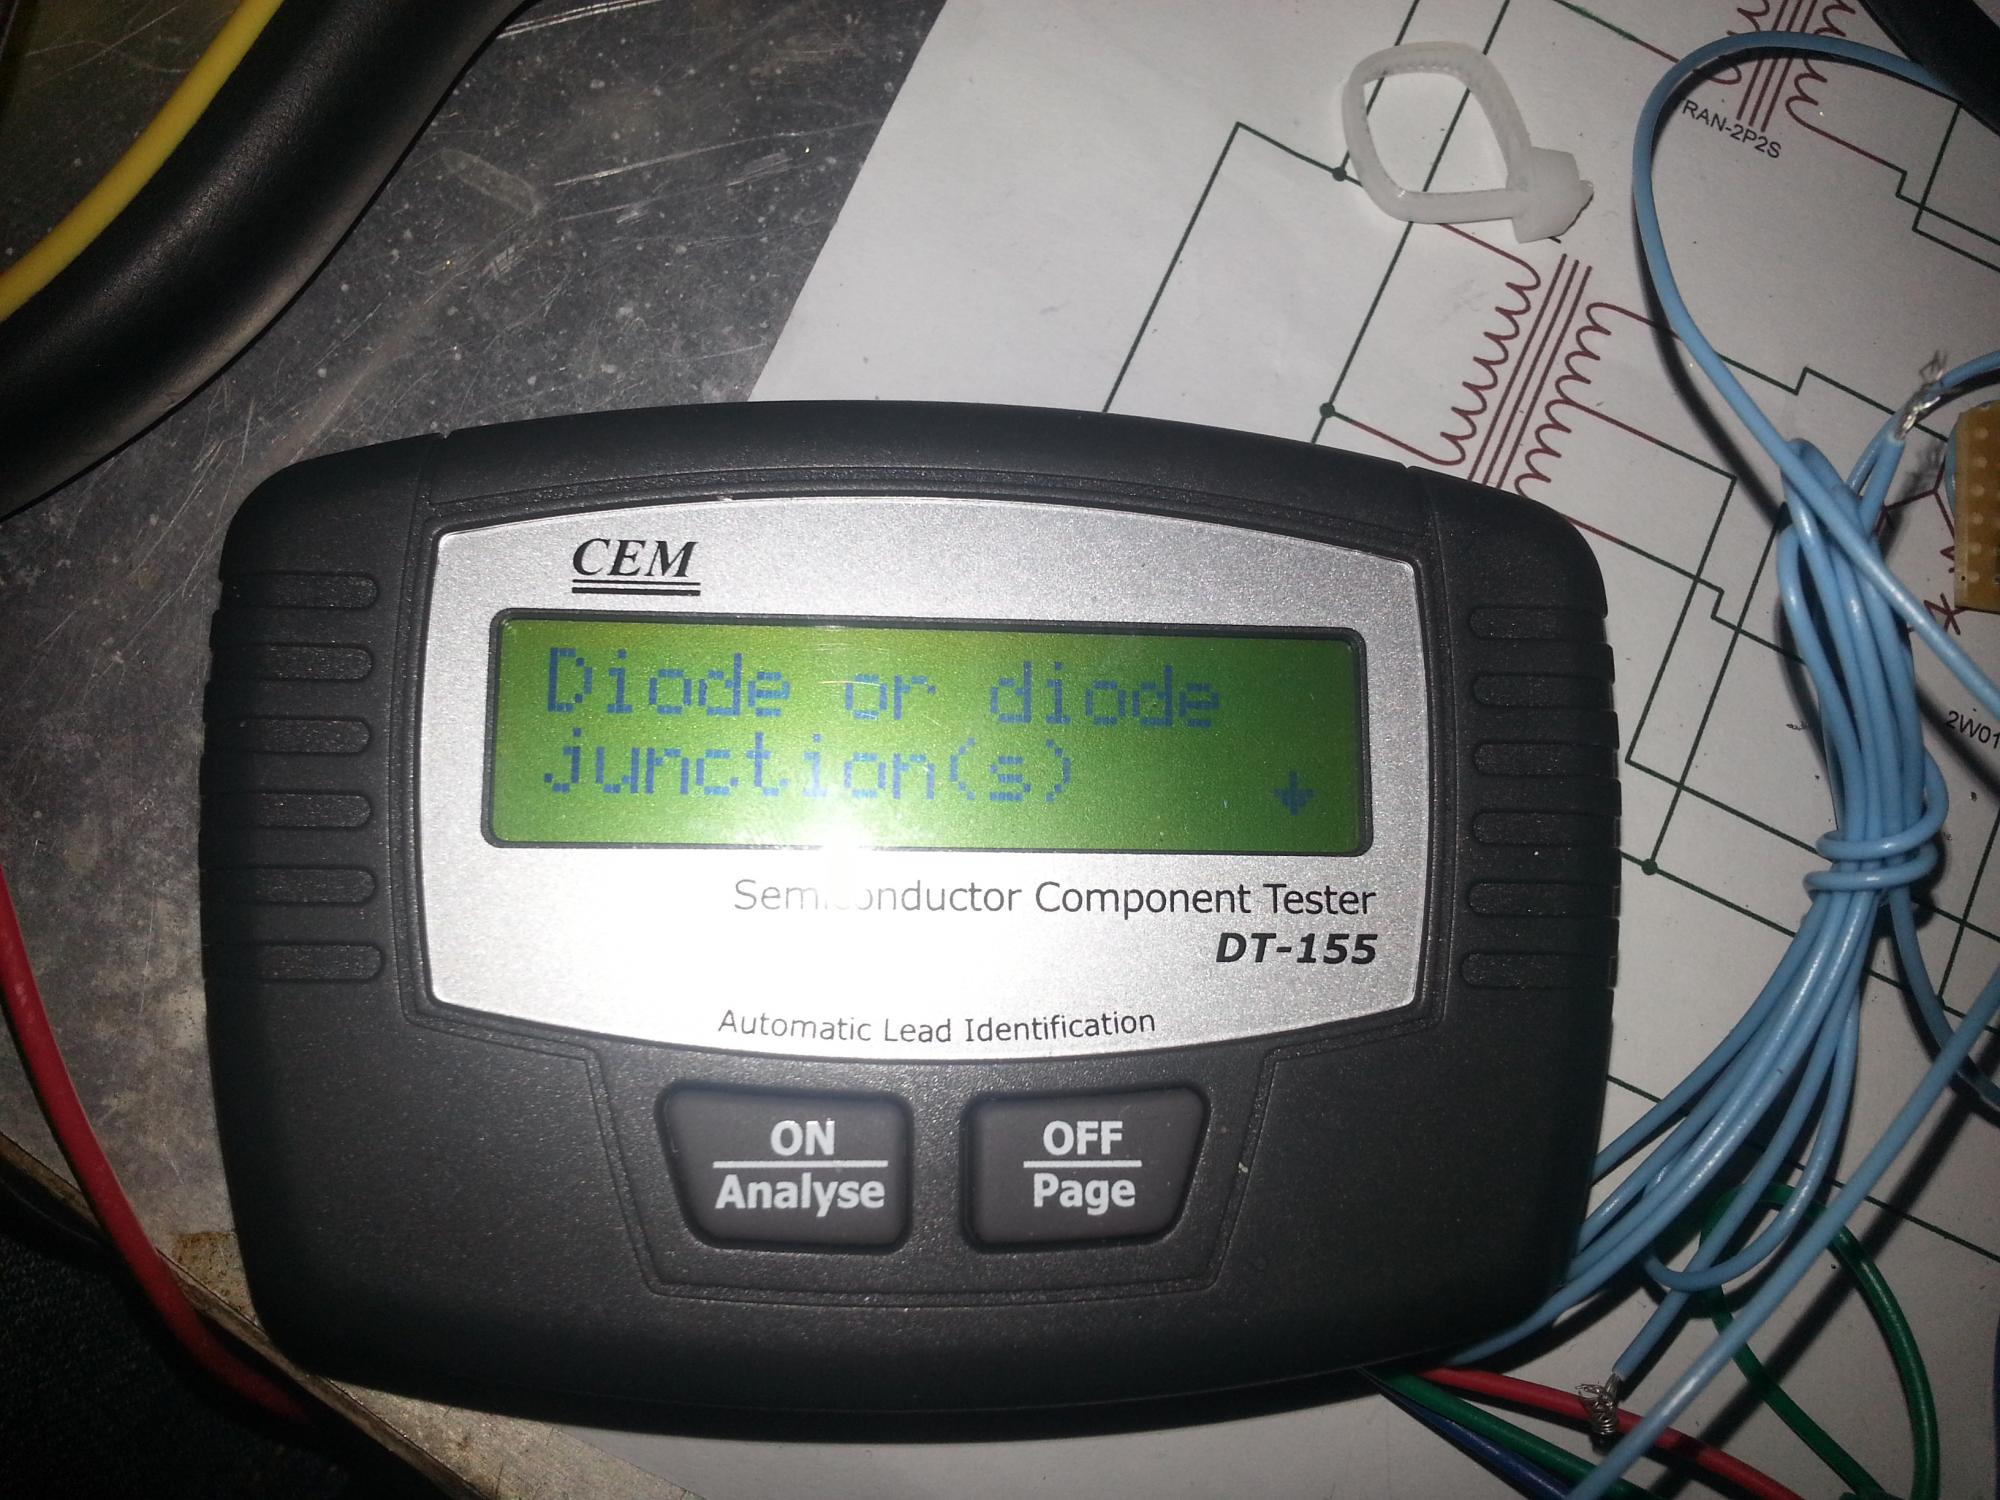 RAN-2P2S
CEM
Diode or diode
junction(s)
Semiconductor Component Tester
DT-155
Automatic Lead Identification
ON
Analyse
OFF
Page
2W01